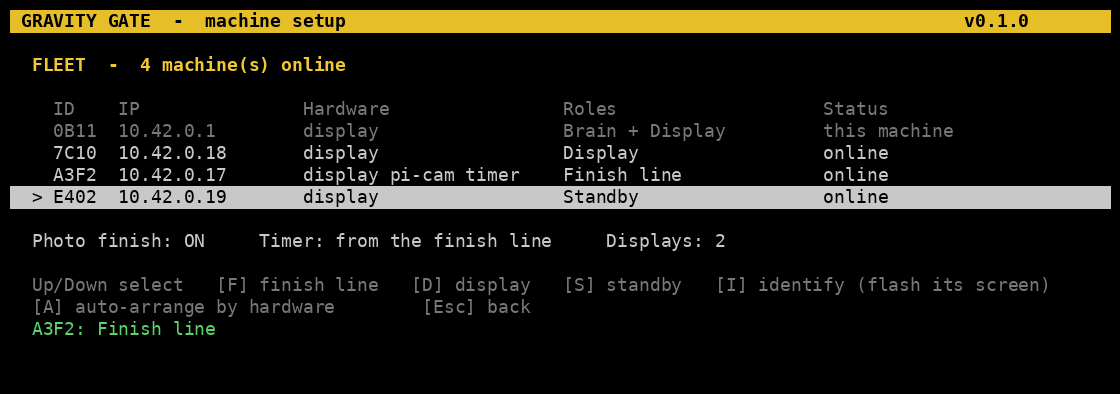 GRAVITY GATE  -  machine setup                                                         v0.1.0
FLEET  -  4 machine(s) online
ID    IP               Hardware                Roles                   Status
0B11  10.42.0.1        display                 Brain + Display         this machine
7C10  10.42.0.18       display                 Display                 online
A3F2  10.42.0.17       display pi-cam timer    Finish line             online
> E402  10.42.0.19       display                 Standby                 online
Photo finish: ON     Timer: from the finish line     Displays: 2
Up/Down select   [F] finish line   [D] display   [S] standby   [I] identify (flash its screen)
[A] auto-arrange by hardware        [Esc] back
A3F2: Finish line